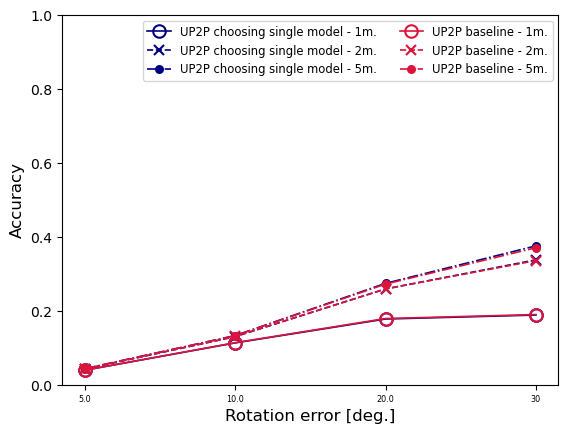 UP2P choosing single model - 1m.
UP2P choosing single model - 2m.
UP2P choosing single model - 5m.
UP2P baseline - 1m.
UP2P baseline - 2m.
UP2P baseline - 5m.
1.0
0.8
0.6
0.4
0.2
0.0
Accuracy
5.0 10.0 20.0 30
Rotation error [deg.]